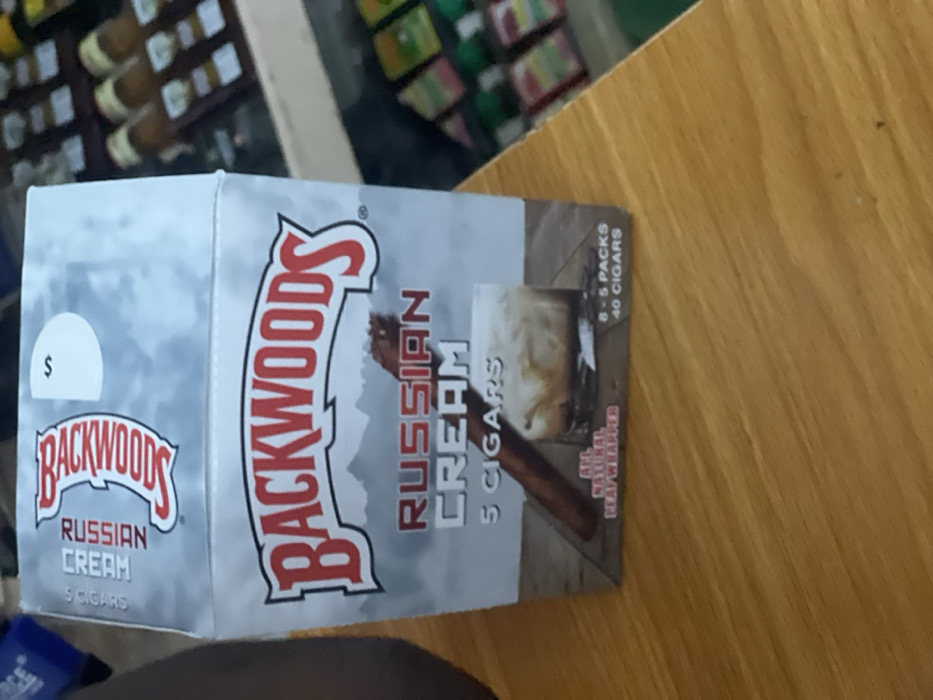 $
BACKWOODS®
RUSSIAN
CREAM
5 CIGARS
BACKWOODS®
RUSSIAN
CREAM
5 CIGARS
ALL
NATURAL
LEAF WRAPPER
8 - 5 PACKS
40 CIGARS